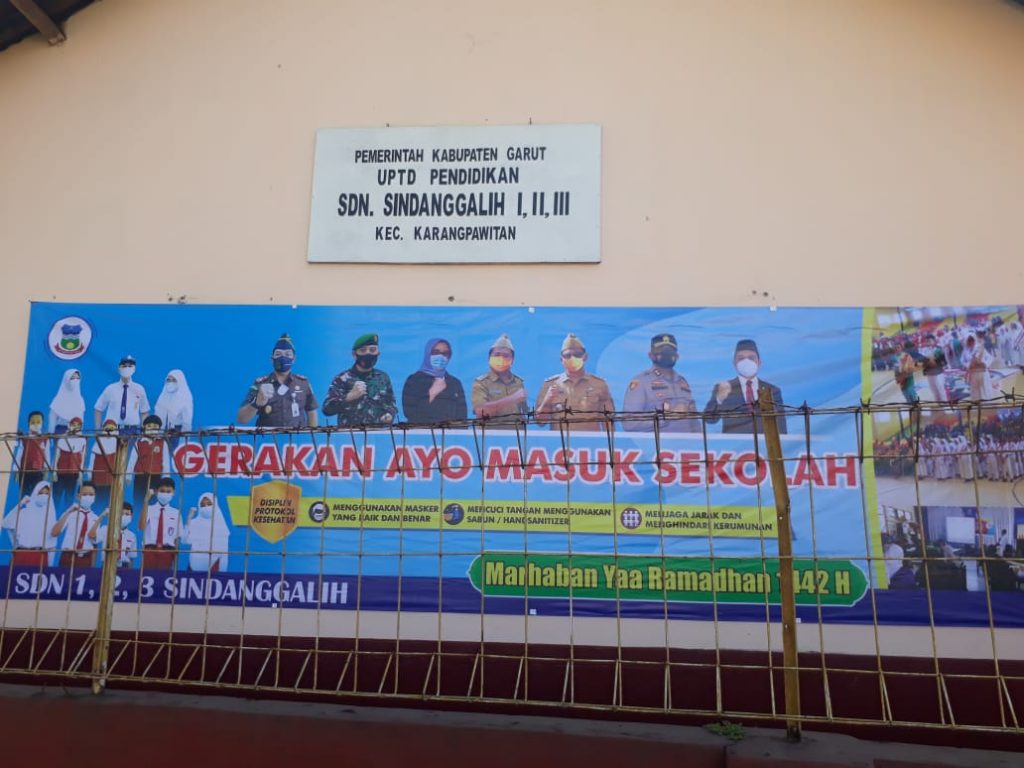 PEMERINTAH KABUPATEN GARUT
UPTD PENDIDIKAN
SDN. SINDANGGALIH I, II, III
KEC. KARANGPAWITAN
GERAKAN AYO MASUK SEKOLAH
DISIPLIN
PROTOKOL
KESEHATAN
MENGGUNAKAN MASKER
YANG BAIK DAN BENAR
MENCUCI TANGAN MENGGUNAKAN
SABUN / HANDSANITIZER
MENJAGA JARAK DAN
MENGHINDARI KERUMUNAN
Marhaban Yaa Ramadhan 1442 H
SDN 1, 2, 3 SINDANGGALIH